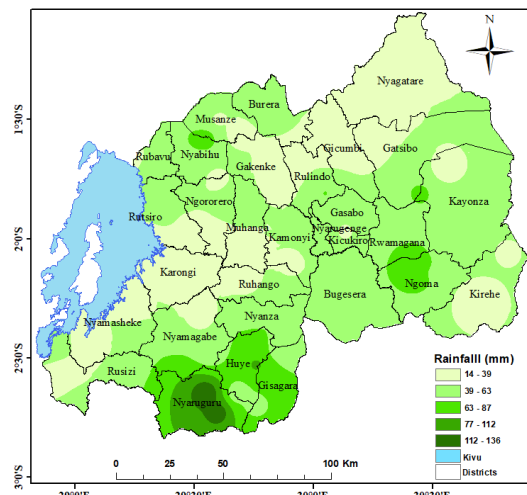 N
Nyagatare
Burera
Musanze
1°30'S
Gicumbi
Gatsibo
Rubavu
Nyabihu
Gakenke
Rulindo
Kayonza
Ngororero
Gasabo
Rutsiro
Muhanga
Nyarugenge
Kamonyi
Kicukiro
Rwamagana
2°0'S
Karongi
Ruhango
Bugesera
Ngoma
Kirehe
Nyamasheke
Nyanza
Nyamagabe
2°30'S
Huye
Rusizi
Gisagara
Nyaruguru
Rainfalll (mm)
14 - 39
39 - 63
63 - 87
77 - 112
112 - 136
Kivu
Districts
0 25 50 100 Km
3°0'S